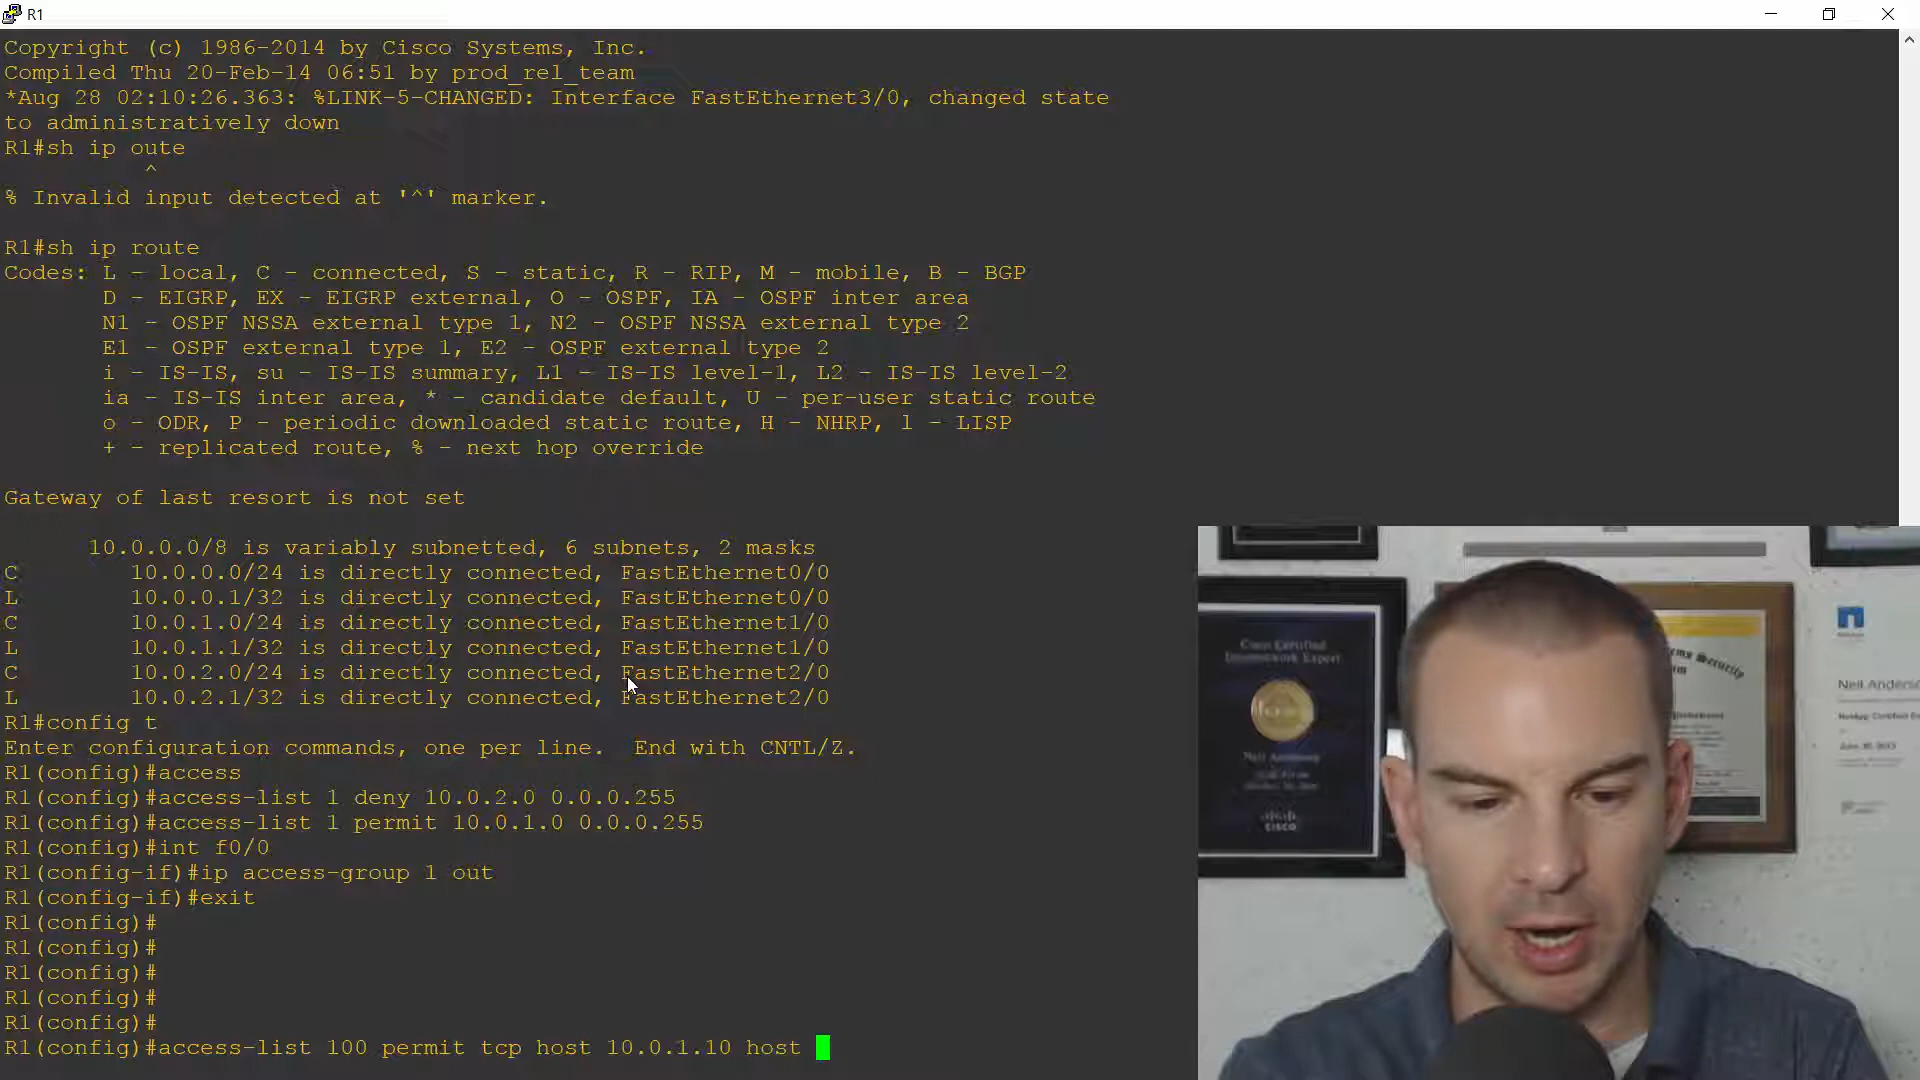 R1
Copyright (c) 1986-2014 by Cisco Systems, Inc.
Compiled Thu 20-Feb-14 06:51 by prod_rel_team
*Aug 28 02:10:26.363: %LINK-5-CHANGED: Interface FastEthernet3/0, changed state
to administratively down
R1#sh ip oute
^
% Invalid input detected at '^' marker.
R1#sh ip route
Codes: L - local, C - connected, S - static, R - RIP, M - mobile, B - BGP
D - EIGRP, EX - EIGRP external, O - OSPF, IA - OSPF inter area
N1 - OSPF NSSA external type 1, N2 - OSPF NSSA external type 2
E1 - OSPF external type 1, E2 - OSPF external type 2
i - IS-IS, su - IS-IS summary, L1 - IS-IS level-1, L2 - IS-IS level-2
ia - IS-IS inter area, * - candidate default, U - per-user static route
o - ODR, P - periodic downloaded static route, H - NHRP, l - LISP
+ - replicated route, % - next hop override
Gateway of last resort is not set
10.0.0.0/8 is variably subnetted, 6 subnets, 2 masks
C 10.0.0.0/24 is directly connected, FastEthernet0/0
L 10.0.0.1/32 is directly connected, FastEthernet0/0
C 10.0.1.0/24 is directly connected, FastEthernet1/0
L 10.0.1.1/32 is directly connected, FastEthernet1/0
C 10.0.2.0/24 is directly connected, FastEthernet2/0
L 10.0.2.1/32 is directly connected, FastEthernet2/0
R1#config t
Enter configuration commands, one per line. End with CNTL/Z.
R1(config)#access
R1(config)#access-list 1 deny 10.0.2.0 0.0.0.255
R1(config)#access-list 1 permit 10.0.1.0 0.0.0.255
R1(config)#int f0/0
R1(config-if)#ip access-group 1 out
R1(config-if)#exit
R1(config)#
R1(config)#
R1(config)#
R1(config)#
R1(config)#
R1(config)#access-list 100 permit tcp host 10.0.1.10 host
Cisco Certified
Internetwork Expert
Neil Anderson
CISCO